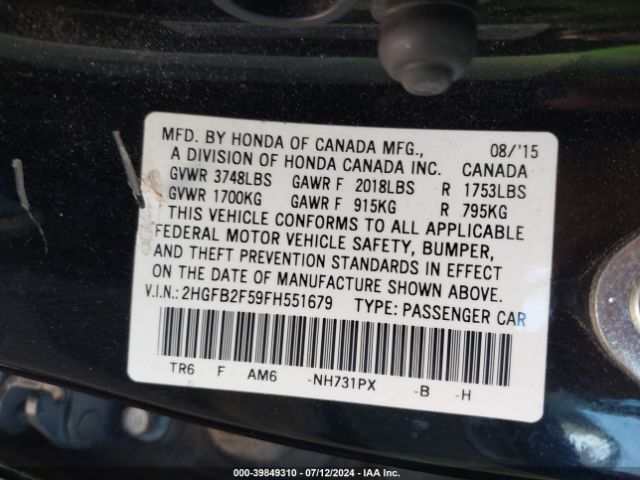 MFD. BY HONDA OF CANADA MFG., 08/'15
A DIVISION OF HONDA CANADA INC. CANADA
GVWR 3748LBS GAWR F 2018LBS R 1753LBS
GVWR 1700KG GAWR F 915KG R 795KG
THIS VEHICLE CONFORMS TO ALL APPLICABLE
FEDERAL MOTOR VEHICLE SAFETY, BUMPER,
AND THEFT PREVENTION STANDARDS IN EFFECT
ON THE DATE OF MANUFACTURE SHOWN ABOVE.
V.I.N.: 2HGFB2F59FH551679 TYPE: PASSENGER CAR
TR6 F AM6 -NH731PX -B -H
000-39849310 - 07/12/2024 - IAA Inc.